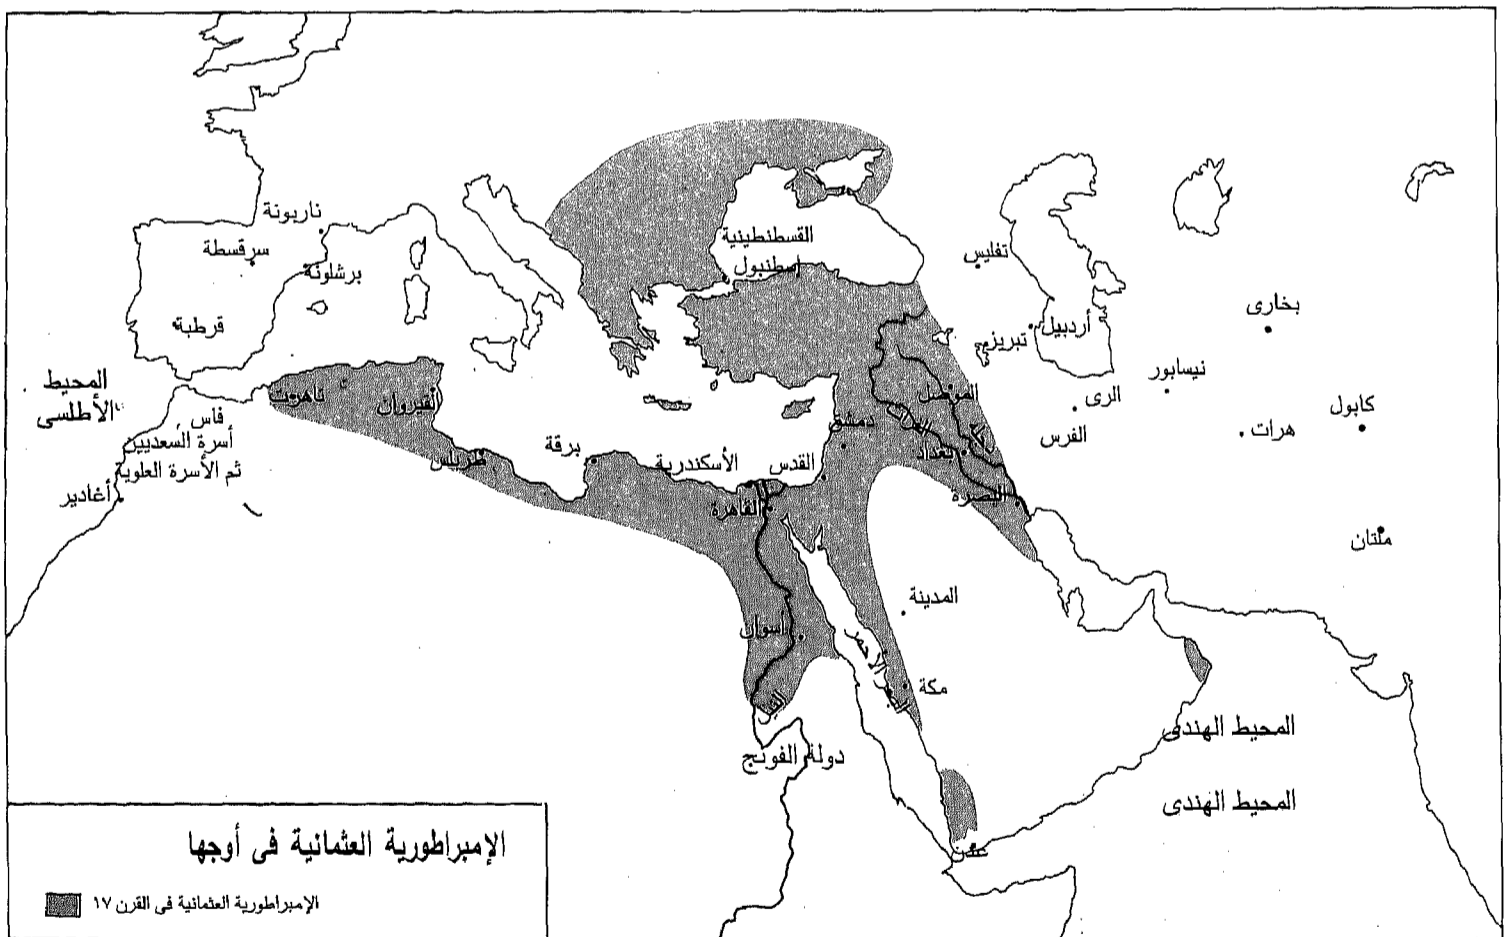 ناربونة
سرقسطة
برشلونة
قرطبة
المحيط
الأطلسى
فاس
أسرة السعديين
ثم الأسرة العلوية
أغادير
تاهرت
القيروان
طرابلس
برقة
الأسكندرية
القدس
القاهرة
أسوان
النيل
دولة الفونج
القسطنطينية
إسطنبول
دمشق
الموصل
الفرات
دجلة
بغداد
البصرة
المدينة
البحر الأحمر
مكة
عدن
تفليس
أردبيل
تبريز
بخارى
نيسابور
الرى
الفرس
هرات
كابول
ملتان
المحيط الهندى
المحيط الهندى
الإمبراطورية العثمانية فى أوجها
الإمبراطورية العثمانية فى القرن ١٧